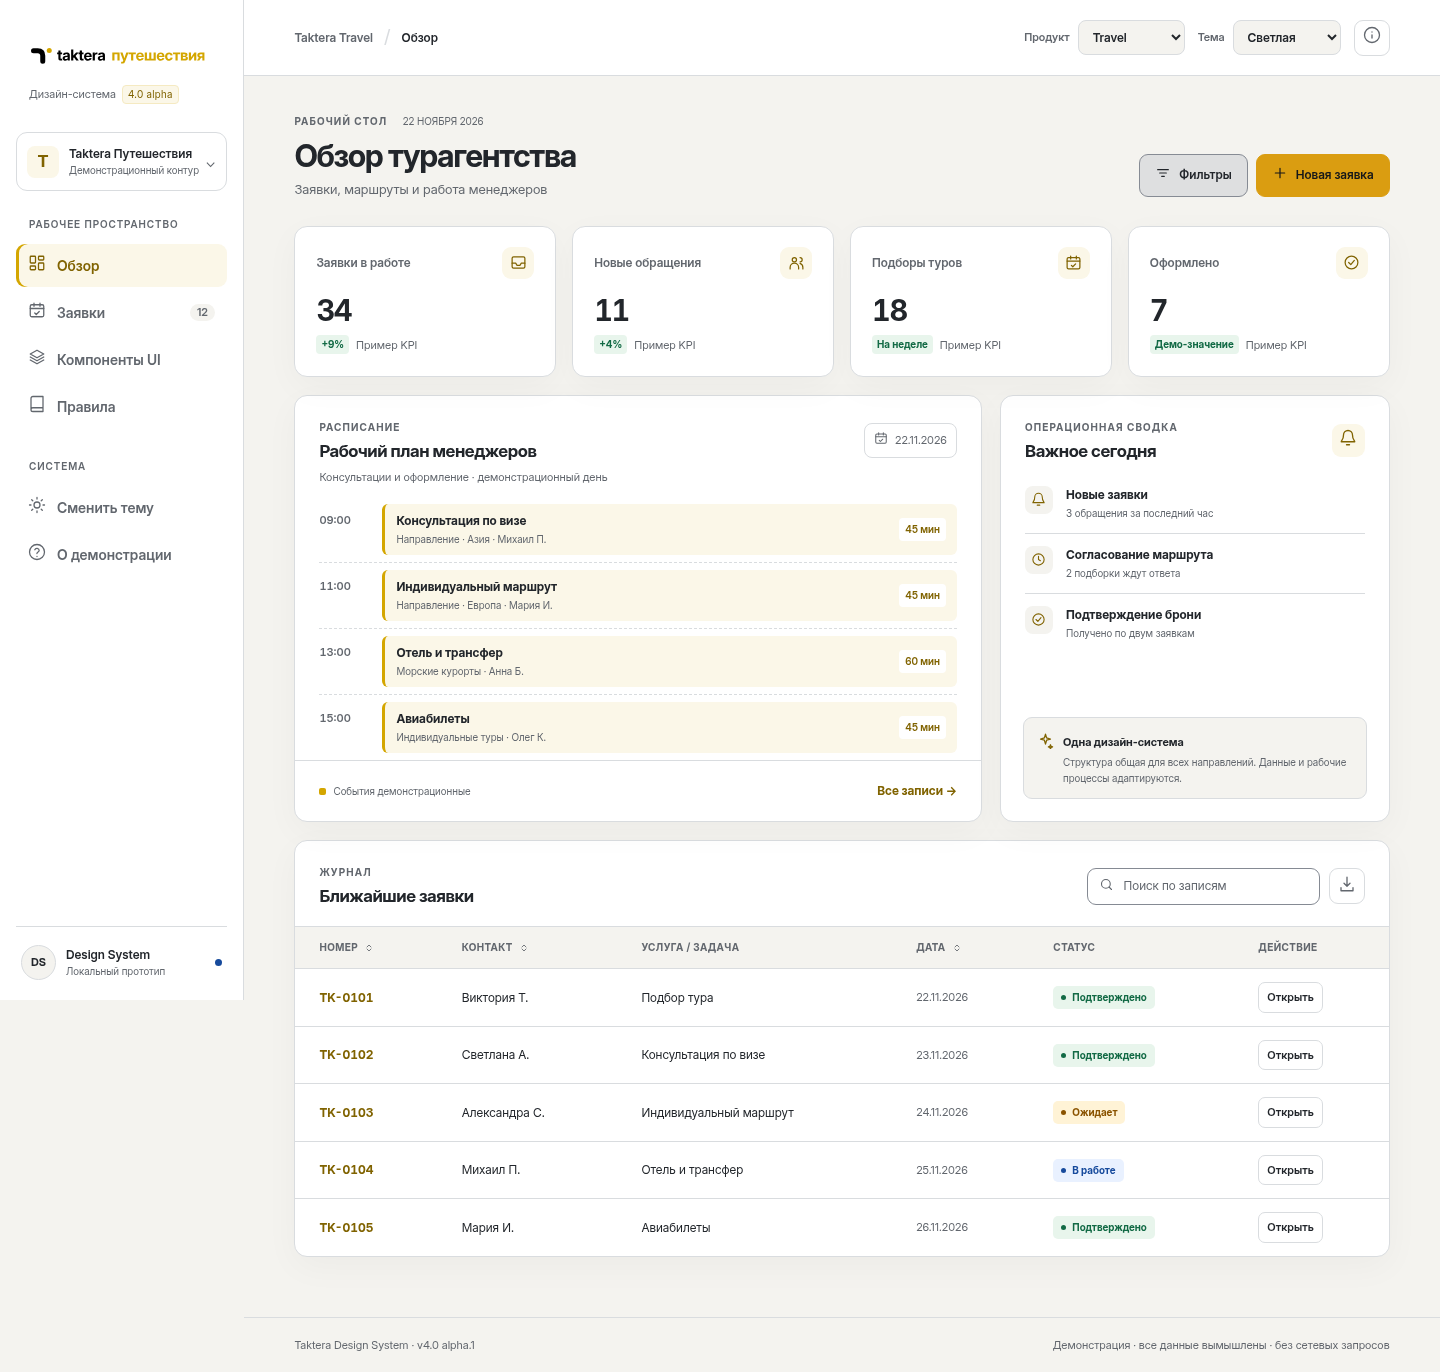 taktera путешествия
Дизайн-система 4.0 alpha
T
Taktera Путешествия
Демонстрационный контур
РАБОЧЕЕ ПРОСТРАНСТВО
Обзор
Заявки 12
Компоненты UI
Правила
СИСТЕМА
Сменить тему
О демонстрации
DS
Design System
Локальный прототип
Taktera Travel / Обзор
Продукт Travel Тема Светлая
РАБОЧИЙ СТОЛ 22 НОЯБРЯ 2026
Обзор турагентства
Заявки, маршруты и работа менеджеров
Фильтры Новая заявка
Заявки в работе
34
+9% Пример KPI
Новые обращения
11
+4% Пример KPI
Подборы туров
18
На неделе Пример KPI
Оформлено
7
Демо-значение Пример KPI
РАСПИСАНИЕ
Рабочий план менеджеров
Консультации и оформление · демонстрационный день
22.11.2026
09:00 Консультация по визе 45 мин
Направление · Азия · Михаил П.
11:00 Индивидуальный маршрут 45 мин
Направление · Европа · Мария И.
13:00 Отель и трансфер 60 мин
Морские курорты · Анна Б.
15:00 Авиабилеты 45 мин
Индивидуальные туры · Олег К.
События демонстрационные Все записи →
ОПЕРАЦИОННАЯ СВОДКА
Важное сегодня
Новые заявки
3 обращения за последний час
Согласование маршрута
2 подборки ждут ответа
Подтверждение брони
Получено по двум заявкам
Одна дизайн-система
Структура общая для всех направлений. Данные и рабочие
процессы адаптируются.
ЖУРНАЛ
Ближайшие заявки
Поиск по записям
НОМЕР КОНТАКТ УСЛУГА / ЗАДАЧА ДАТА СТАТУС ДЕЙСТВИЕ
TK-0101 Виктория Т. Подбор тура 22.11.2026 Подтверждено Открыть
TK-0102 Светлана А. Консультация по визе 23.11.2026 Подтверждено Открыть
TK-0103 Александра С. Индивидуальный маршрут 24.11.2026 Ожидает Открыть
TK-0104 Михаил П. Отель и трансфер 25.11.2026 В работе Открыть
TK-0105 Мария И. Авиабилеты 26.11.2026 Подтверждено Открыть
Taktera Design System · v4.0 alpha.1
Демонстрация · все данные вымышлены · без сетевых запросов